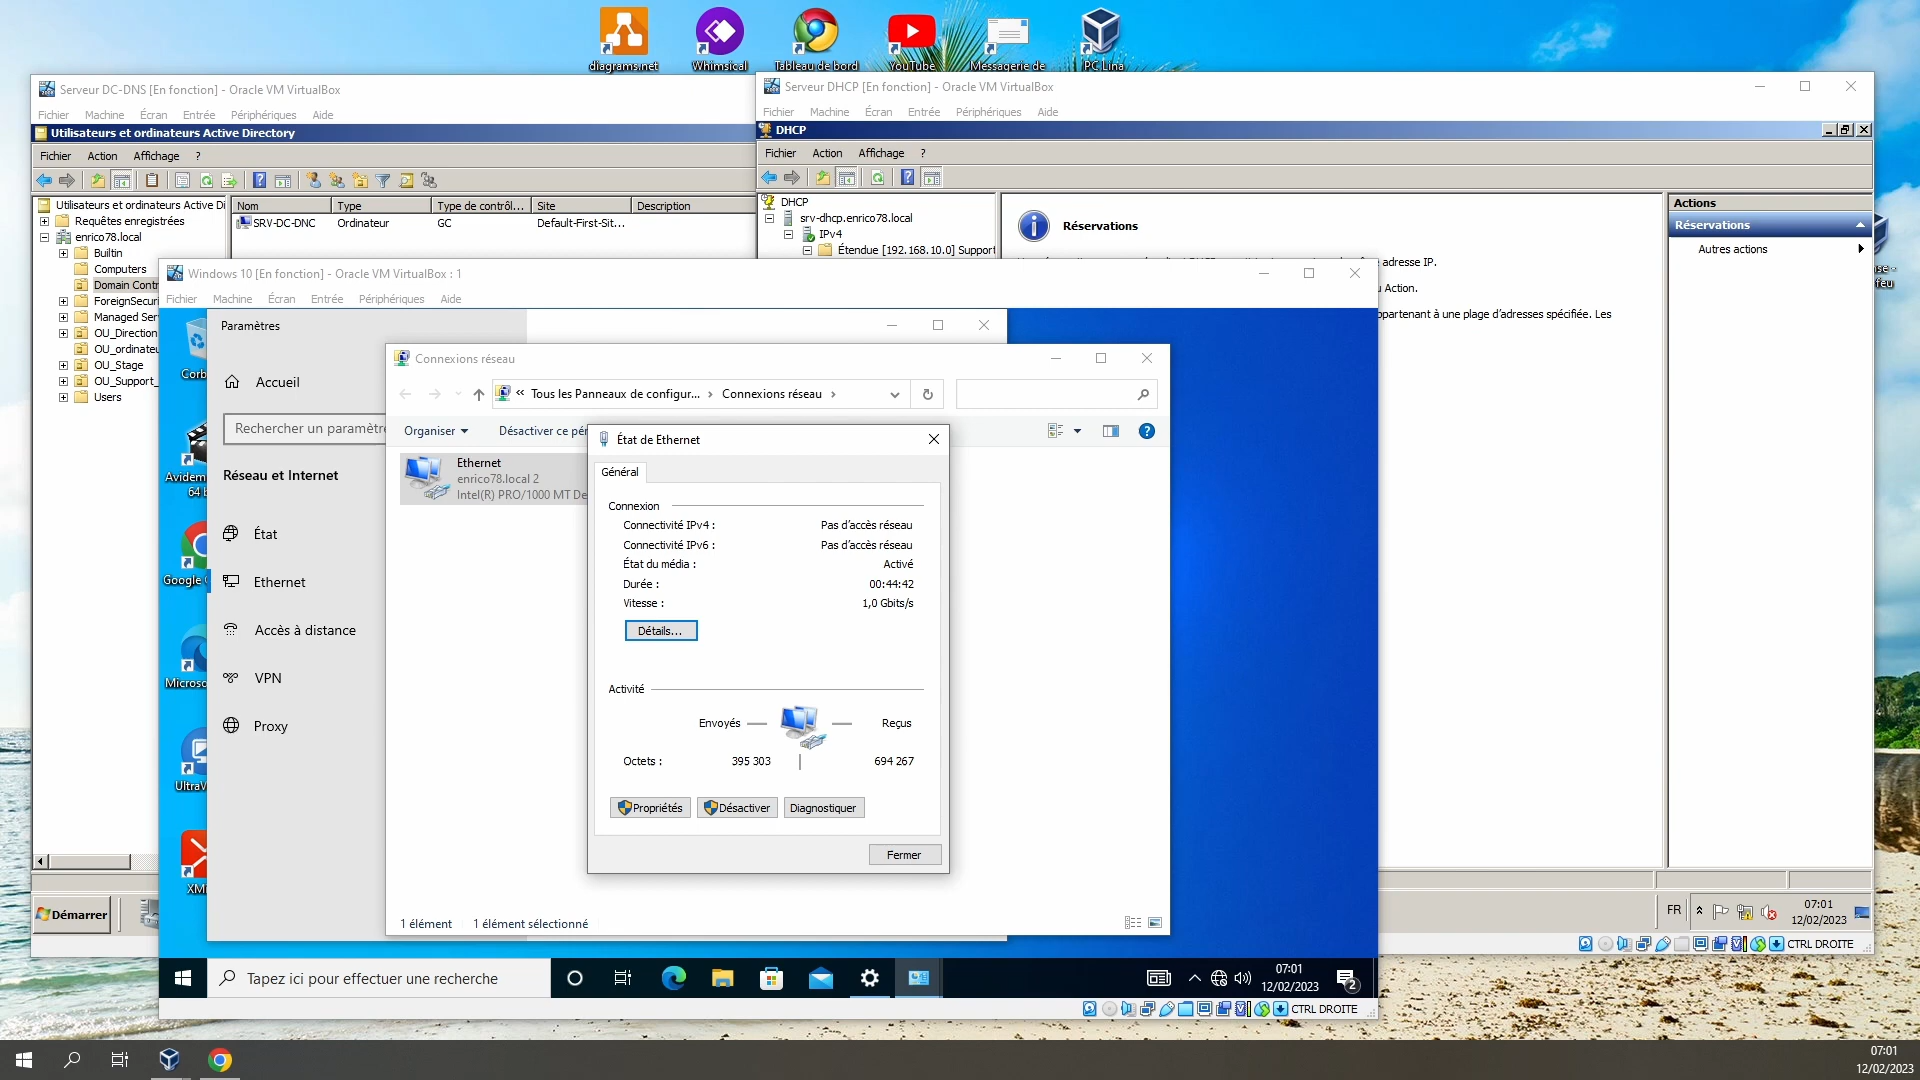 diagrams.net
Whimsical
Tableau de bord
YouTube
Messagerie de
PC Lina
Serveur DC-DNS [En fonction] - Oracle VM VirtualBox
Fichier Machine Écran Entrée Périphériques Aide
Utilisateurs et ordinateurs Active Directory
Fichier Action Affichage ?
Utilisateurs et ordinateurs Active Di
Requêtes enregistrées
enrico78.local
Builtin
Computers
Domain Contr
ForeignSecuri
Managed Ser
OU_Direction
OU_ordinateu
OU_Stage
OU_Support_
Users
Nom Type Type de contrôl... Site Description
SRV-DC-DNC Ordinateur GC Default-First-Sit...
Démarrer
Serveur DHCP [En fonction] - Oracle VM VirtualBox
Fichier Machine Écran Entrée Périphériques Aide
DHCP
Fichier Action Affichage ?
DHCP
srv-dhcp.enrico78.local
IPv4
Étendue [192.168.10.0] Support
Réservations
e adresse IP.
u Action.
ppartenant à une plage d'adresses spécifiée. Les
Actions
Réservations
Autres actions
se -
feu
FR
07:01
12/02/2023
CTRL DROITE
Windows 10 [En fonction] - Oracle VM VirtualBox : 1
Fichier Machine Écran Entrée Périphériques Aide
Corb
Avidem
64 b
Google C
Microso
UltraV
XMi
Paramètres
Accueil
Rechercher un paramètre
Réseau et Internet
État
Ethernet
Accès à distance
VPN
Proxy
Connexions réseau
« Tous les Panneaux de configur... › Connexions réseau ›
Organiser Désactiver ce pér
Ethernet
enrico78.local 2
Intel(R) PRO/1000 MT De
1 élément 1 élément sélectionné
État de Ethernet
Général
Connexion
Connectivité IPv4 : Pas d'accès réseau
Connectivité IPv6 : Pas d'accès réseau
État du média : Activé
Durée : 00:44:42
Vitesse : 1,0 Gbits/s
Détails...
Activité
Envoyés Reçus
Octets : 395 303 694 267
Propriétés Désactiver Diagnostiquer
Fermer
Tapez ici pour effectuer une recherche
07:01
12/02/2023
2
CTRL DROITE
07:01
12/02/2023